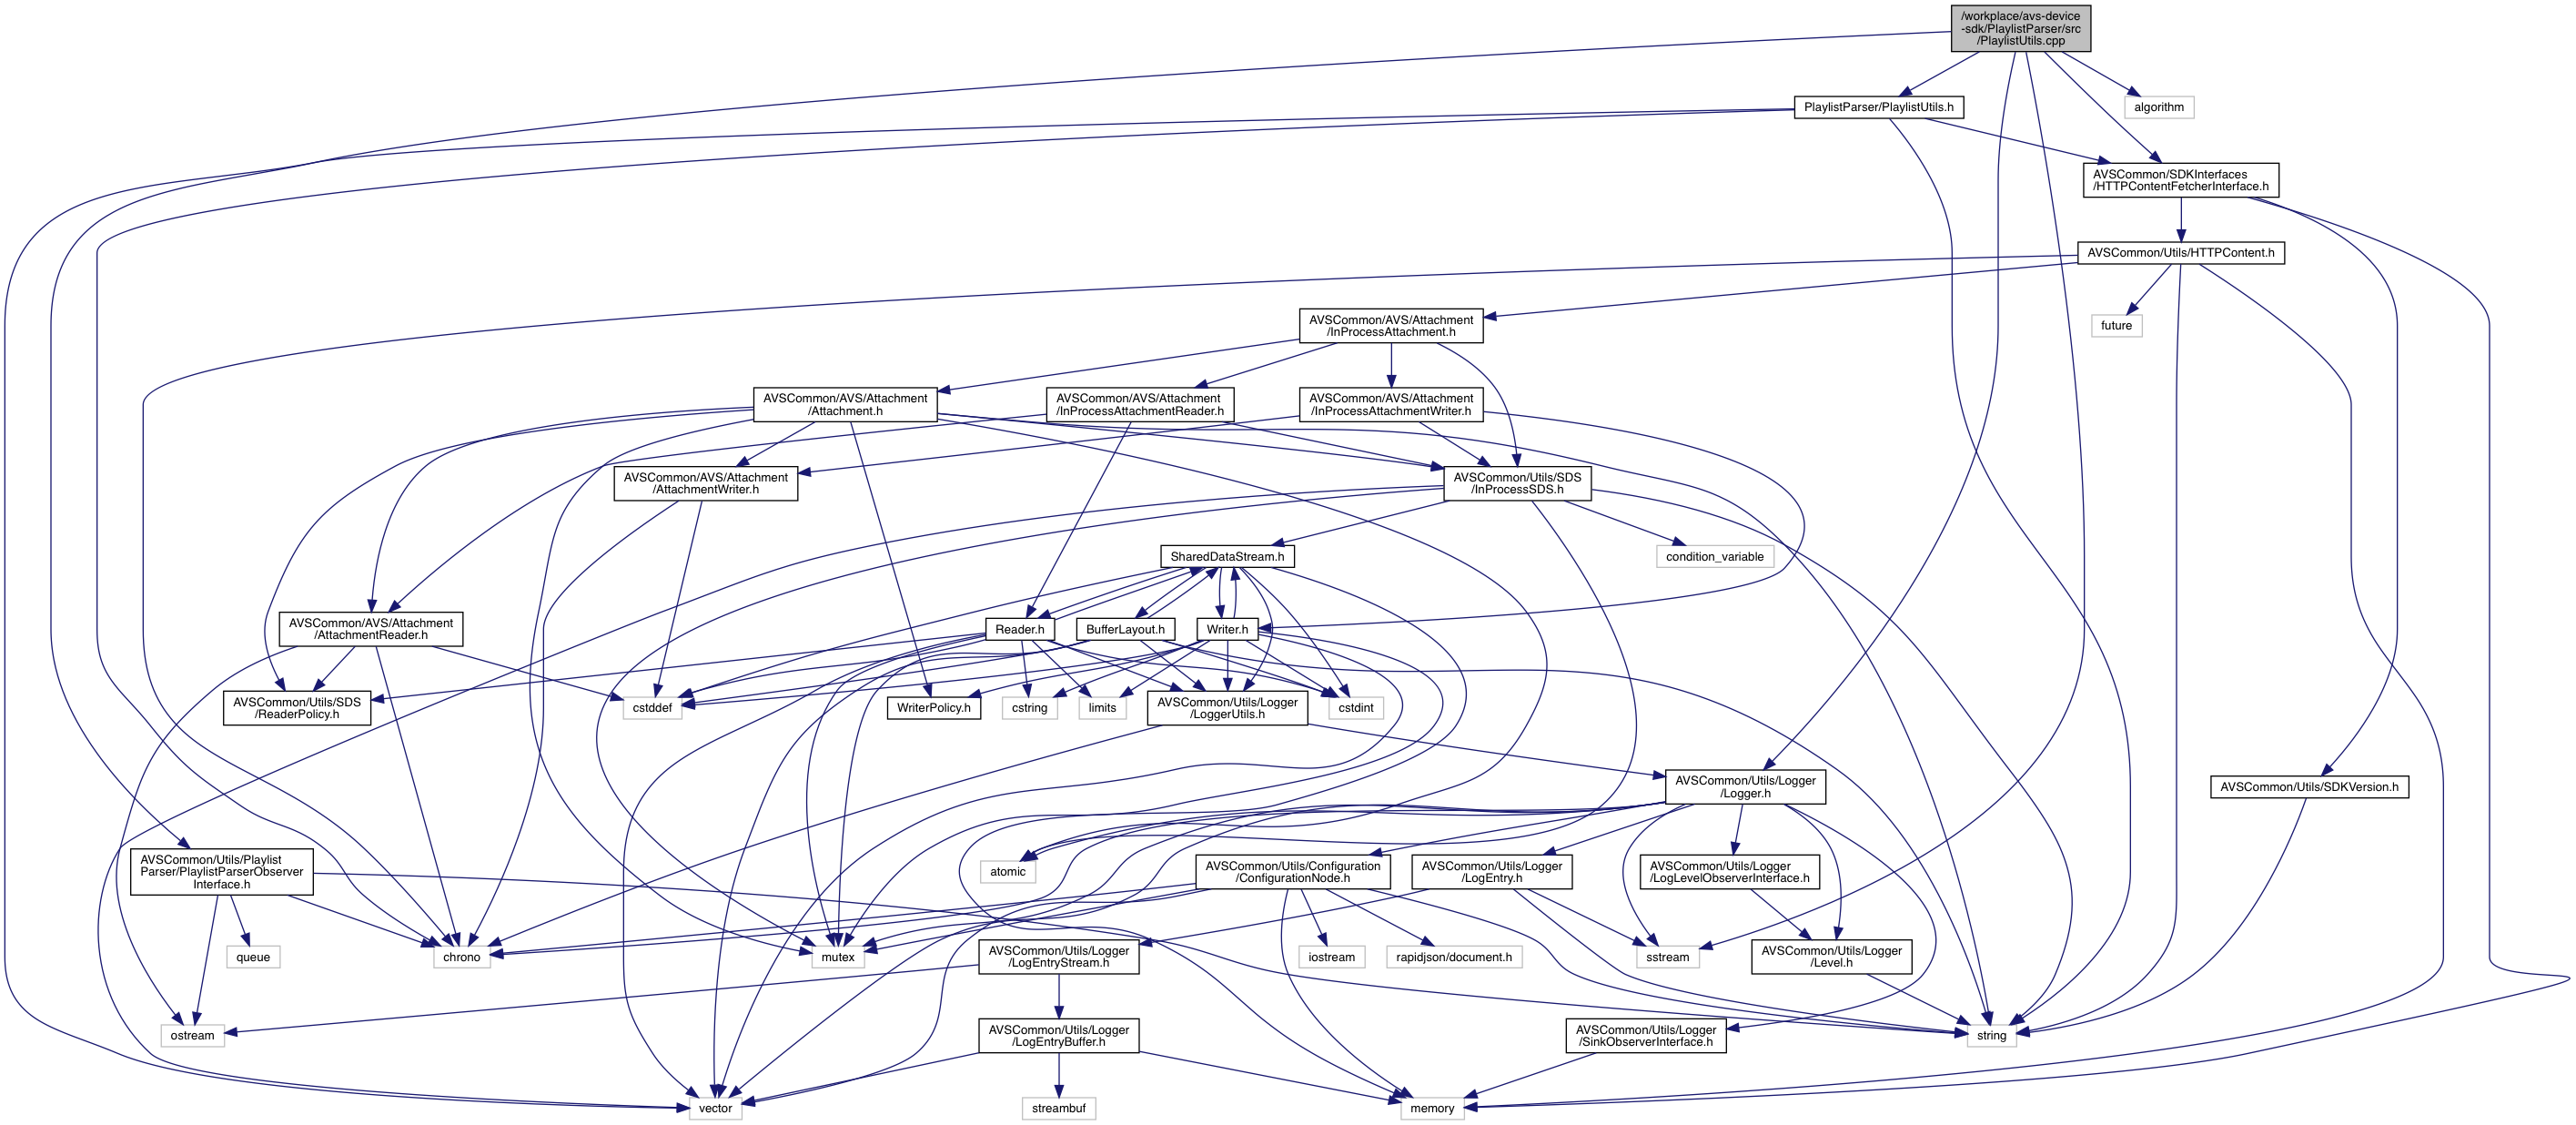 /workplace/avs-device
-sdk/PlaylistParser/src
/PlaylistUtils.cpp
PlaylistParser/PlaylistUtils.h
algorithm
AVSCommon/SDKInterfaces
/HTTPContentFetcherInterface.h
AVSCommon/Utils/HTTPContent.h
AVSCommon/AVS/Attachment
/InProcessAttachment.h
future
AVSCommon/AVS/Attachment
/Attachment.h
AVSCommon/AVS/Attachment
/InProcessAttachmentReader.h
AVSCommon/AVS/Attachment
/InProcessAttachmentWriter.h
AVSCommon/AVS/Attachment
/AttachmentWriter.h
AVSCommon/Utils/SDS
/InProcessSDS.h
SharedDataStream.h
condition_variable
AVSCommon/AVS/Attachment
/AttachmentReader.h
Reader.h
BufferLayout.h
Writer.h
AVSCommon/Utils/SDS
/ReaderPolicy.h
cstddef
WriterPolicy.h
cstring
limits
AVSCommon/Utils/Logger
/LoggerUtils.h
cstdint
AVSCommon/Utils/Logger
/Logger.h
AVSCommon/Utils/SDKVersion.h
AVSCommon/Utils/Playlist
Parser/PlaylistParserObserver
Interface.h
atomic
AVSCommon/Utils/Configuration
/ConfigurationNode.h
AVSCommon/Utils/Logger
/LogEntry.h
AVSCommon/Utils/Logger
/LogLevelObserverInterface.h
queue
chrono
mutex
AVSCommon/Utils/Logger
/LogEntryStream.h
iostream
rapidjson/document.h
sstream
AVSCommon/Utils/Logger
/Level.h
ostream
AVSCommon/Utils/Logger
/LogEntryBuffer.h
AVSCommon/Utils/Logger
/SinkObserverInterface.h
string
vector
streambuf
memory